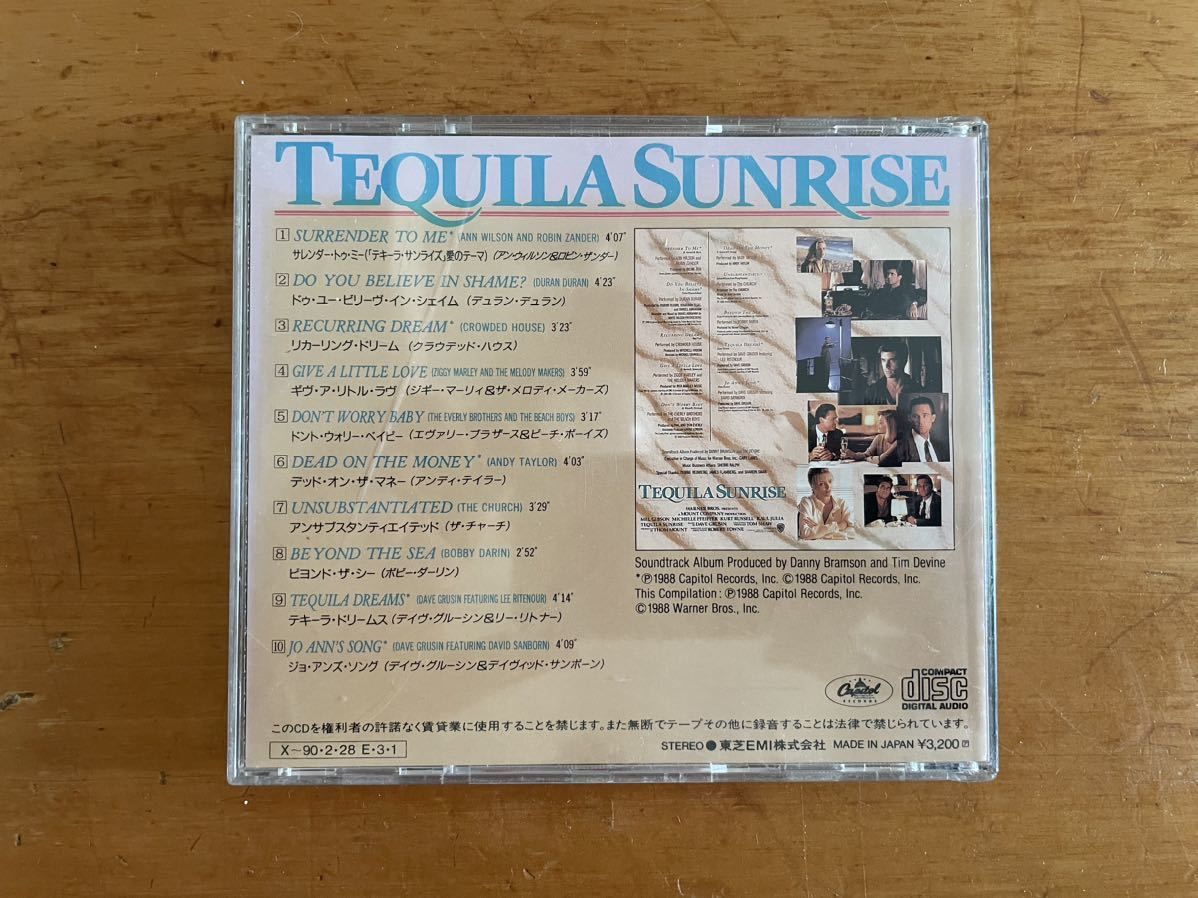 TEQUILA SUNRISE
1 SURRENDER TO ME* (ANN WILSON AND ROBIN ZANDER) 4'07"
サレンダー・トゥ・ミー(「テキーラ・サンライズ」愛のテーマ) (アン・ウィルソン&ロビン・ザンダー)
2 DO YOU BELIEVE IN SHAME? (DURAN DURAN) 4'23"
ドゥ・ユー・ビリーヴ・イン・シェイム (デュラン・デュラン)
3 RECURRING DREAM* (CROWDED HOUSE) 3'23"
リカーリング・ドリーム (クラウデッド・ハウス)
4 GIVE A LITTLE LOVE (ZIGGY MARLEY AND THE MELODY MAKERS) 3'59"
ギヴ・ア・リトル・ラヴ (ジギー・マーリィ&ザ・メロディ・メーカーズ)
5 DON'T WORRY BABY (THE EVERLY BROTHERS AND THE BEACH BOYS) 3'17"
ドント・ウォリー・ベイビー (エヴァリー・ブラザース&ビーチ・ボーイズ)
6 DEAD ON THE MONEY* (ANDY TAYLOR) 4'03"
デッド・オン・ザ・マネー (アンディ・テイラー)
7 UNSUBSTANTIATED (THE CHURCH) 3'29"
アンサブスタンティエイテッド (ザ・チャーチ)
8 BEYOND THE SEA (BOBBY DARIN) 2'52"
ビヨンド・ザ・シー (ボビー・ダーリン)
9 TEQUILA DREAMS* (DAVE GRUSIN FEATURING LEE RITENOUR) 4'14"
テキーラ・ドリームス (デイヴ・グルーシン&リー・リトナー)
10 JO ANN'S SONG* (DAVE GRUSIN FEATURING DAVID SANBORN) 4'09"
ジョ・アンズ・ソング (デイヴ・グルーシン&デイヴィッド・サンボーン)
TEQUILA SUNRISE
WARNER BROS. PRESENTS
A MOUNT COMPANY PRODUCTION
MEL GIBSON MICHELLE PFEIFFER KURT RUSSELL RAUL JULIA
Soundtrack Album Produced by Danny Bramson and Tim Devine
*Ⓟ1988 Capitol Records, Inc. ©1988 Capitol Records, Inc.
This Compilation : Ⓟ1988 Capitol Records, Inc.
©1988 Warner Bros., Inc.
Capitol
RECORDS
COMPACT
disc
DIGITAL AUDIO
このCDを権利者の許諾なく賃貸業に使用することを禁じます。また無断でテープその他に録音することは法律で禁じられています。
X〜90・2・28 E・3・1
STEREO ● 東芝EMI株式会社 MADE IN JAPAN ¥3,200